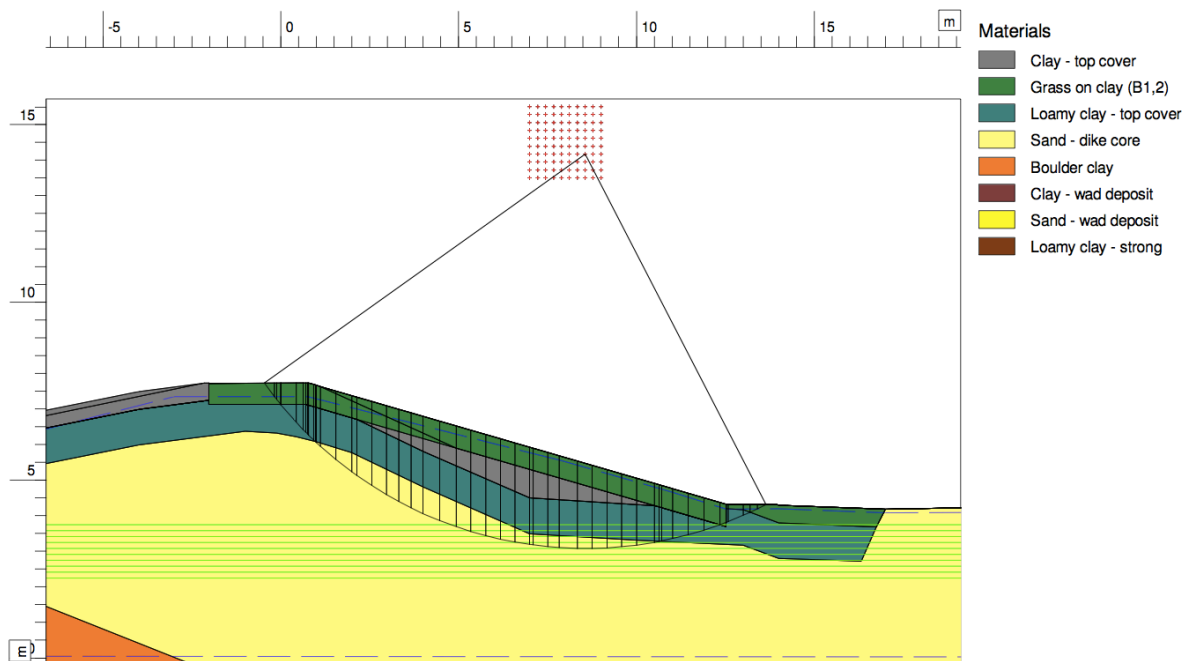 -5
0
5
10
15
m
Materials
Clay - top cover
Grass on clay (B1,2)
Loamy clay - top cover
Sand - dike core
Boulder clay
Clay - wad deposit
Sand - wad deposit
Loamy clay - strong
15
10
5
0
m